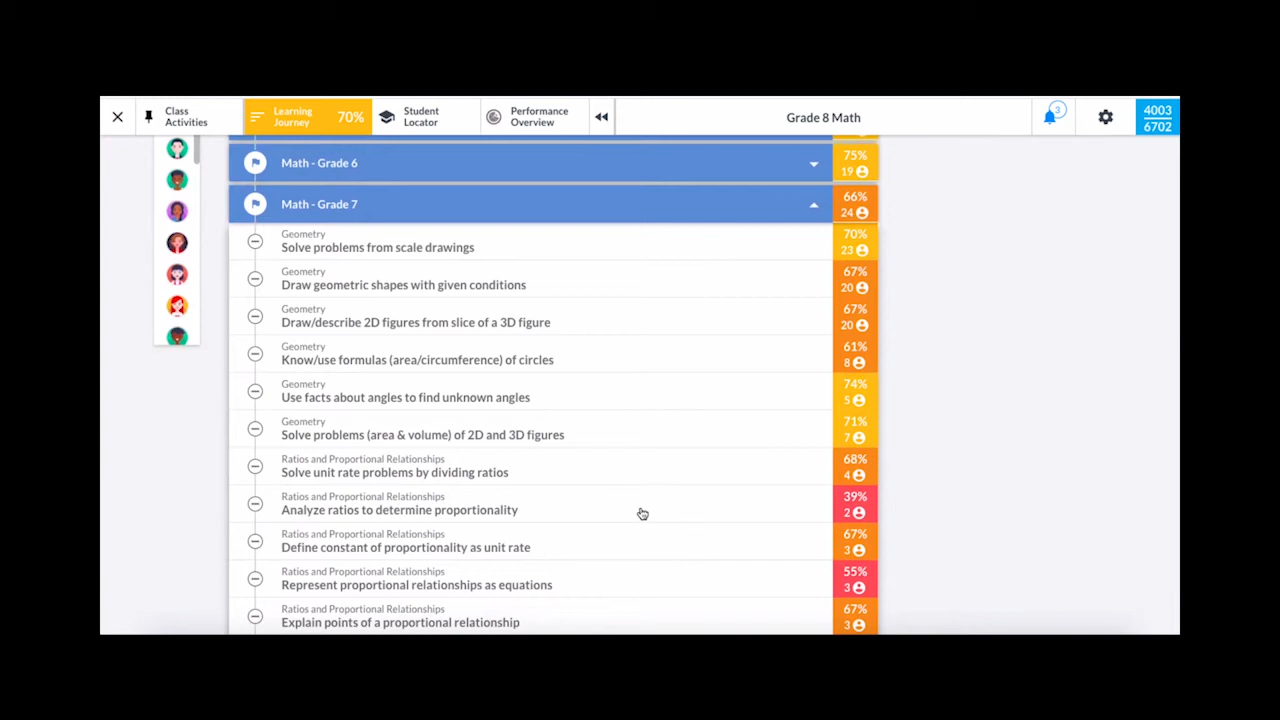 Class
Activities
Learning
Journey
70%
Student
Locator
Performance
Overview
Grade 8 Math
3
4003
6702
Math - Grade 6
75%
19
Math - Grade 7
66%
24
Geometry
Solve problems from scale drawings
70%
23
Geometry
Draw geometric shapes with given conditions
67%
20
Geometry
Draw/describe 2D figures from slice of a 3D figure
67%
20
Geometry
Know/use formulas (area/circumference) of circles
61%
8
Geometry
Use facts about angles to find unknown angles
74%
5
Geometry
Solve problems (area & volume) of 2D and 3D figures
71%
7
Ratios and Proportional Relationships
Solve unit rate problems by dividing ratios
68%
4
Ratios and Proportional Relationships
Analyze ratios to determine proportionality
39%
2
Ratios and Proportional Relationships
Define constant of proportionality as unit rate
67%
3
Ratios and Proportional Relationships
Represent proportional relationships as equations
55%
3
Ratios and Proportional Relationships
Explain points of a proportional relationship
67%
3